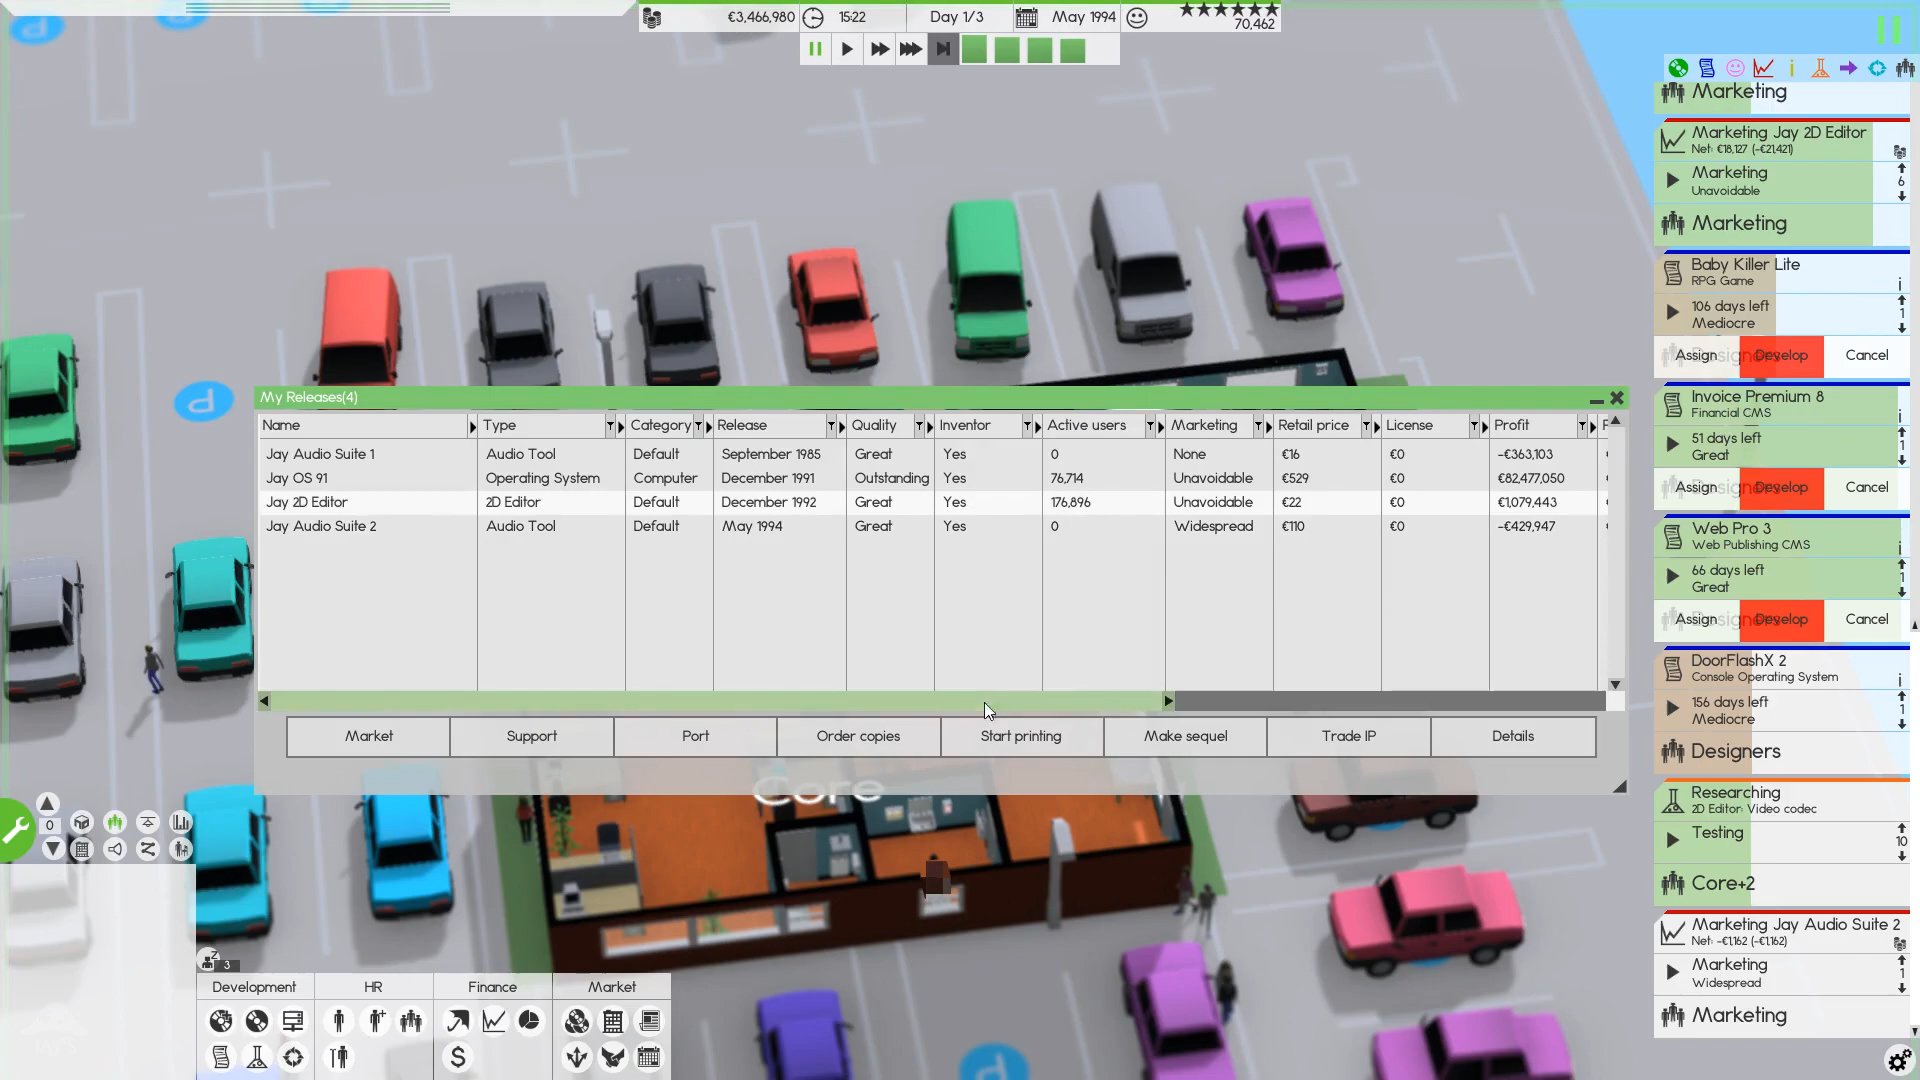 €3,466,980 15:22 Day 1/3 May 1994 70,462
Marketing
Marketing Jay 2D Editor
Net: €18,127 (-€21,421)
Marketing
6
Unavoidable
Marketing
Baby Killer Lite
RPG Game
106 days left
1
Mediocre
Assign Develop Cancel
Invoice Premium 8
Financial CMS
51 days left
1
Great
Assign Develop Cancel
Web Pro 3
Web Publishing CMS
66 days left
1
Great
Assign Develop Cancel
DoorFlashX 2
Console Operating System
156 days left
1
Mediocre
Designers
Researching
2D Editor: Video codec
Testing
10
Core+2
Marketing Jay Audio Suite 2
Net: -€1,162 (-€1,162)
Marketing
1
Widespread
Marketing
My Releases(4)
Name Type Category Release Quality Inventor Active users Marketing Retail price License Profit
Jay Audio Suite 1 Audio Tool Default September 1985 Great Yes 0 None €16 €0 -€363,103
Jay OS 91 Operating System Computer December 1991 Outstanding Yes 76,714 Unavoidable €529 €0 €82,477,050
Jay 2D Editor 2D Editor Default December 1992 Great Yes 176,896 Unavoidable €22 €0 €1,079,443
Jay Audio Suite 2 Audio Tool Default May 1994 Great Yes 0 Widespread €110 €0 -€429,947
Market Support Port Order copies Start printing Make sequel Trade IP Details
Core
0
3
Development HR Finance Market